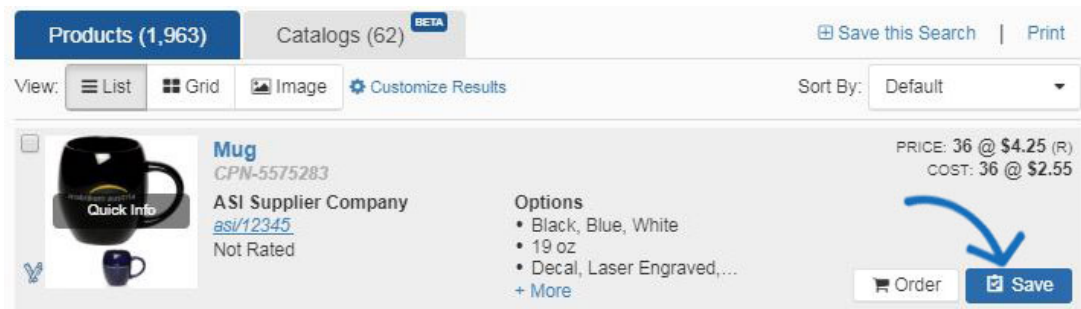 Products (1,963) Catalogs (62) BETA Save this Search | Print
View: List Grid Image Customize Results Sort By: Default
Mug
CPN-5575283
ASI Supplier Company
asi/12345
Not Rated
Quick Info
Options
• Black, Blue, White
• 19 oz
• Decal, Laser Engraved,...
+ More
PRICE: 36 @ $4.25 (R)
COST: 36 @ $2.55
Order Save